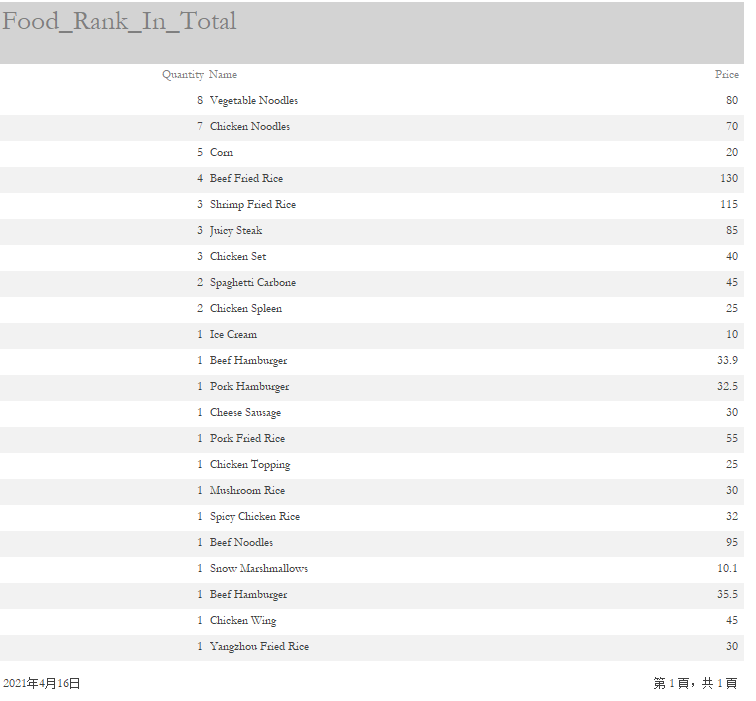 Food_Rank_In_Total
Quantity Name Price
8 Vegetable Noodles 80
7 Chicken Noodles 70
5 Corn 20
4 Beef Fried Rice 130
3 Shrimp Fried Rice 115
3 Juicy Steak 85
3 Chicken Set 40
2 Spaghetti Carbone 45
2 Chicken Spleen 25
1 Ice Cream 10
1 Beef Hamburger 33.9
1 Pork Hamburger 32.5
1 Cheese Sausage 30
1 Pork Fried Rice 55
1 Chicken Topping 25
1 Mushroom Rice 30
1 Spicy Chicken Rice 32
1 Beef Noodles 95
1 Snow Marshmallows 10.1
1 Beef Hamburger 35.5
1 Chicken Wing 45
1 Yangzhou Fried Rice 30
2021年4月16日 第 1 頁，共 1 頁